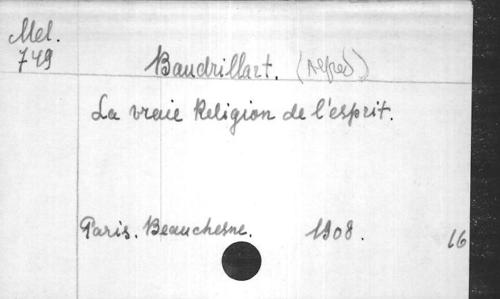 Mel.
749
Baudrillart. (Alfred)
La vraie Religion de l'esprit.
Paris. Beauchesne. 1908. 16